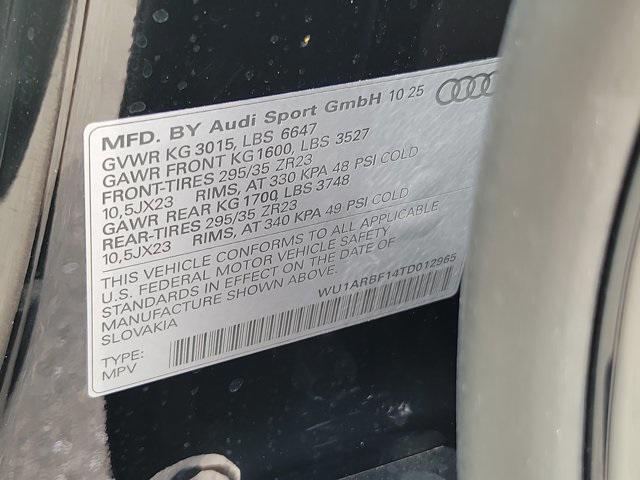 MFD. BY Audi Sport GmbH 10 25
GVWR KG 3015, LBS 6647
GAWR FRONT KG 1600, LBS 3527
FRONT-TIRES 295/35 ZR23
10,5JX23 RIMS, AT 330 KPA 48 PSI COLD
GAWR REAR KG 1700, LBS 3748
REAR-TIRES 295/35 ZR23
10,5JX23 RIMS, AT 340 KPA 49 PSI COLD
THIS VEHICLE CONFORMS TO ALL APPLICABLE
U.S. FEDERAL MOTOR VEHICLE SAFETY
STANDARDS IN EFFECT ON THE DATE OF
MANUFACTURE SHOWN ABOVE.
SLOVAKIA
WU1ARBF14TD012965
TYPE:
MPV